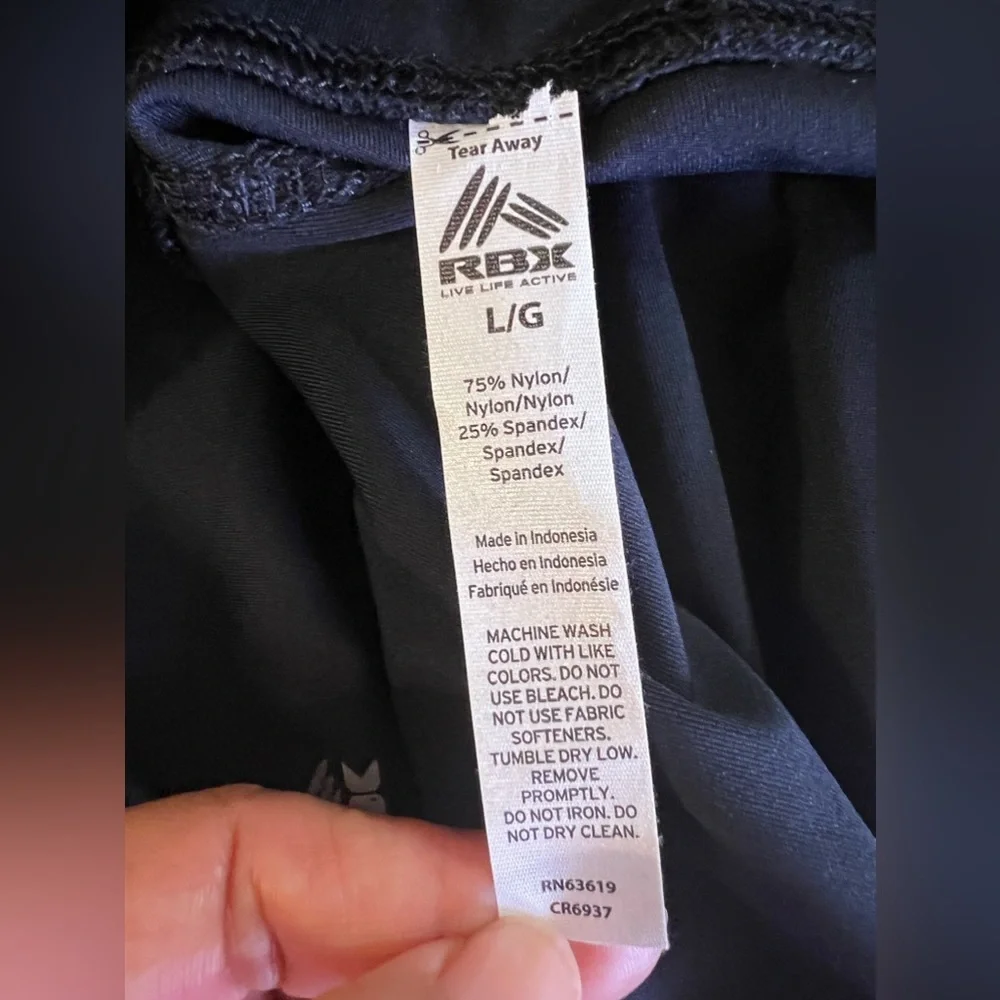 Tear Away
RBX
LIVE LIFE ACTIVE
L/G
75% Nylon/
Nylon/Nylon
25% Spandex/
Spandex/
Spandex
Made in Indonesia
Hecho en Indonesia
Fabriqué en Indonésie
MACHINE WASH
COLD WITH LIKE
COLORS. DO NOT
USE BLEACH. DO
NOT USE FABRIC
SOFTENERS.
TUMBLE DRY LOW.
REMOVE
PROMPTLY.
DO NOT IRON. DO
NOT DRY CLEAN.
RN63619
CR6937